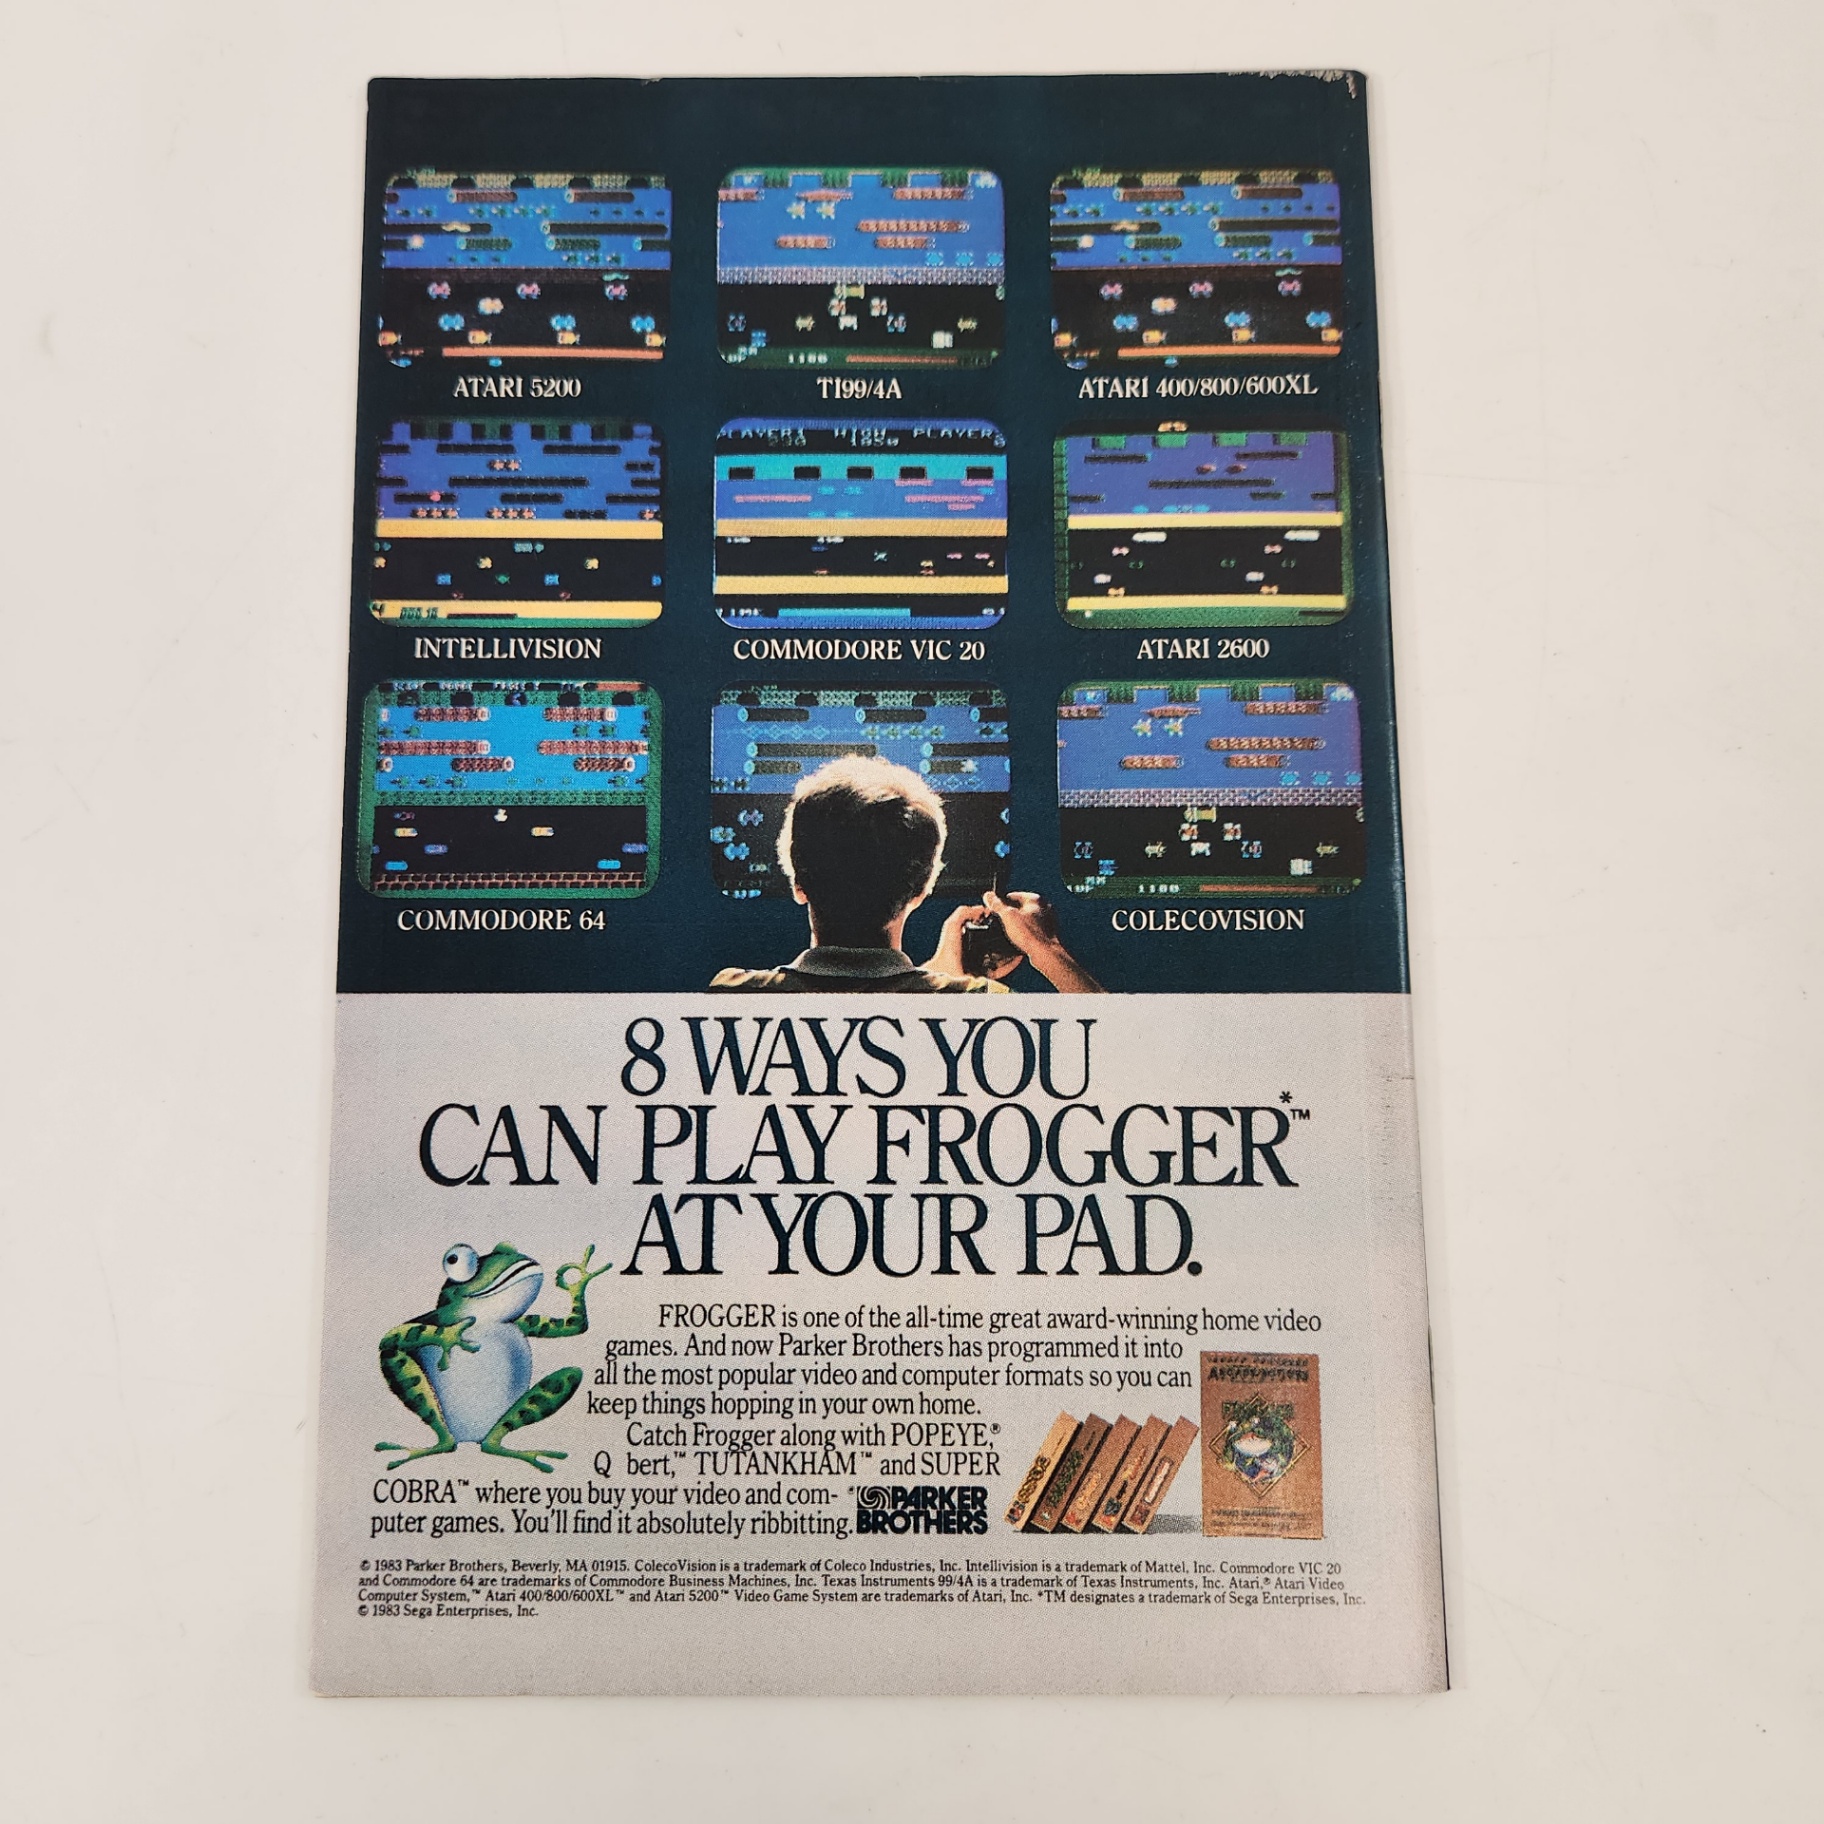 ATARI 5200
TI99/4A
ATARI 400/800/600XL
PLAYER1 HIGH PLAYER
INTELLIVISION
COMMODORE VIC 20
ATARI 2600
COMMODORE 64
COLECOVISION
1100
1100
8 WAYS YOU
CAN PLAY FROGGER*™
AT YOUR PAD.
FROGGER is one of the all-time great award-winning home video
games. And now Parker Brothers has programmed it into
all the most popular video and computer formats so you can
keep things hopping in your own home.
Catch Frogger along with POPEYE,®
Q bert,™ TUTANKHAM™ and SUPER
COBRA™ where you buy your video and com-
puter games. You'll find it absolutely ribbitting.
PARKER
BROTHERS
© 1983 Parker Brothers, Beverly, MA 01915. ColecoVision is a trademark of Coleco Industries, Inc. Intellivision is a trademark of Mattel, Inc. Commodore VIC 20
and Commodore 64 are trademarks of Commodore Business Machines, Inc. Texas Instruments 99/4A is a trademark of Texas Instruments, Inc. Atari,® Atari Video
Computer System,™ Atari 400/800/600XL™ and Atari 5200™ Video Game System are trademarks of Atari, Inc. *TM designates a trademark of Sega Enterprises, Inc.
© 1983 Sega Enterprises, Inc.